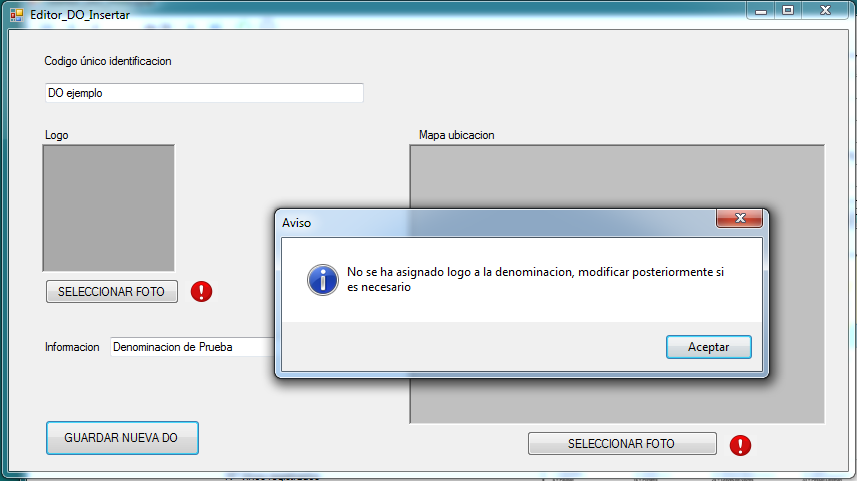 Editor_DO_Insertar
Codigo único identificacion
DO ejemplo
Logo
Mapa ubicacion
Aviso
No se ha asignado logo a la denominacion, modificar posteriormente si
es necesario
SELECCIONAR FOTO
Informacion
Denominacion de Prueba
Aceptar
GUARDAR NUEVA DO
SELECCIONAR FOTO